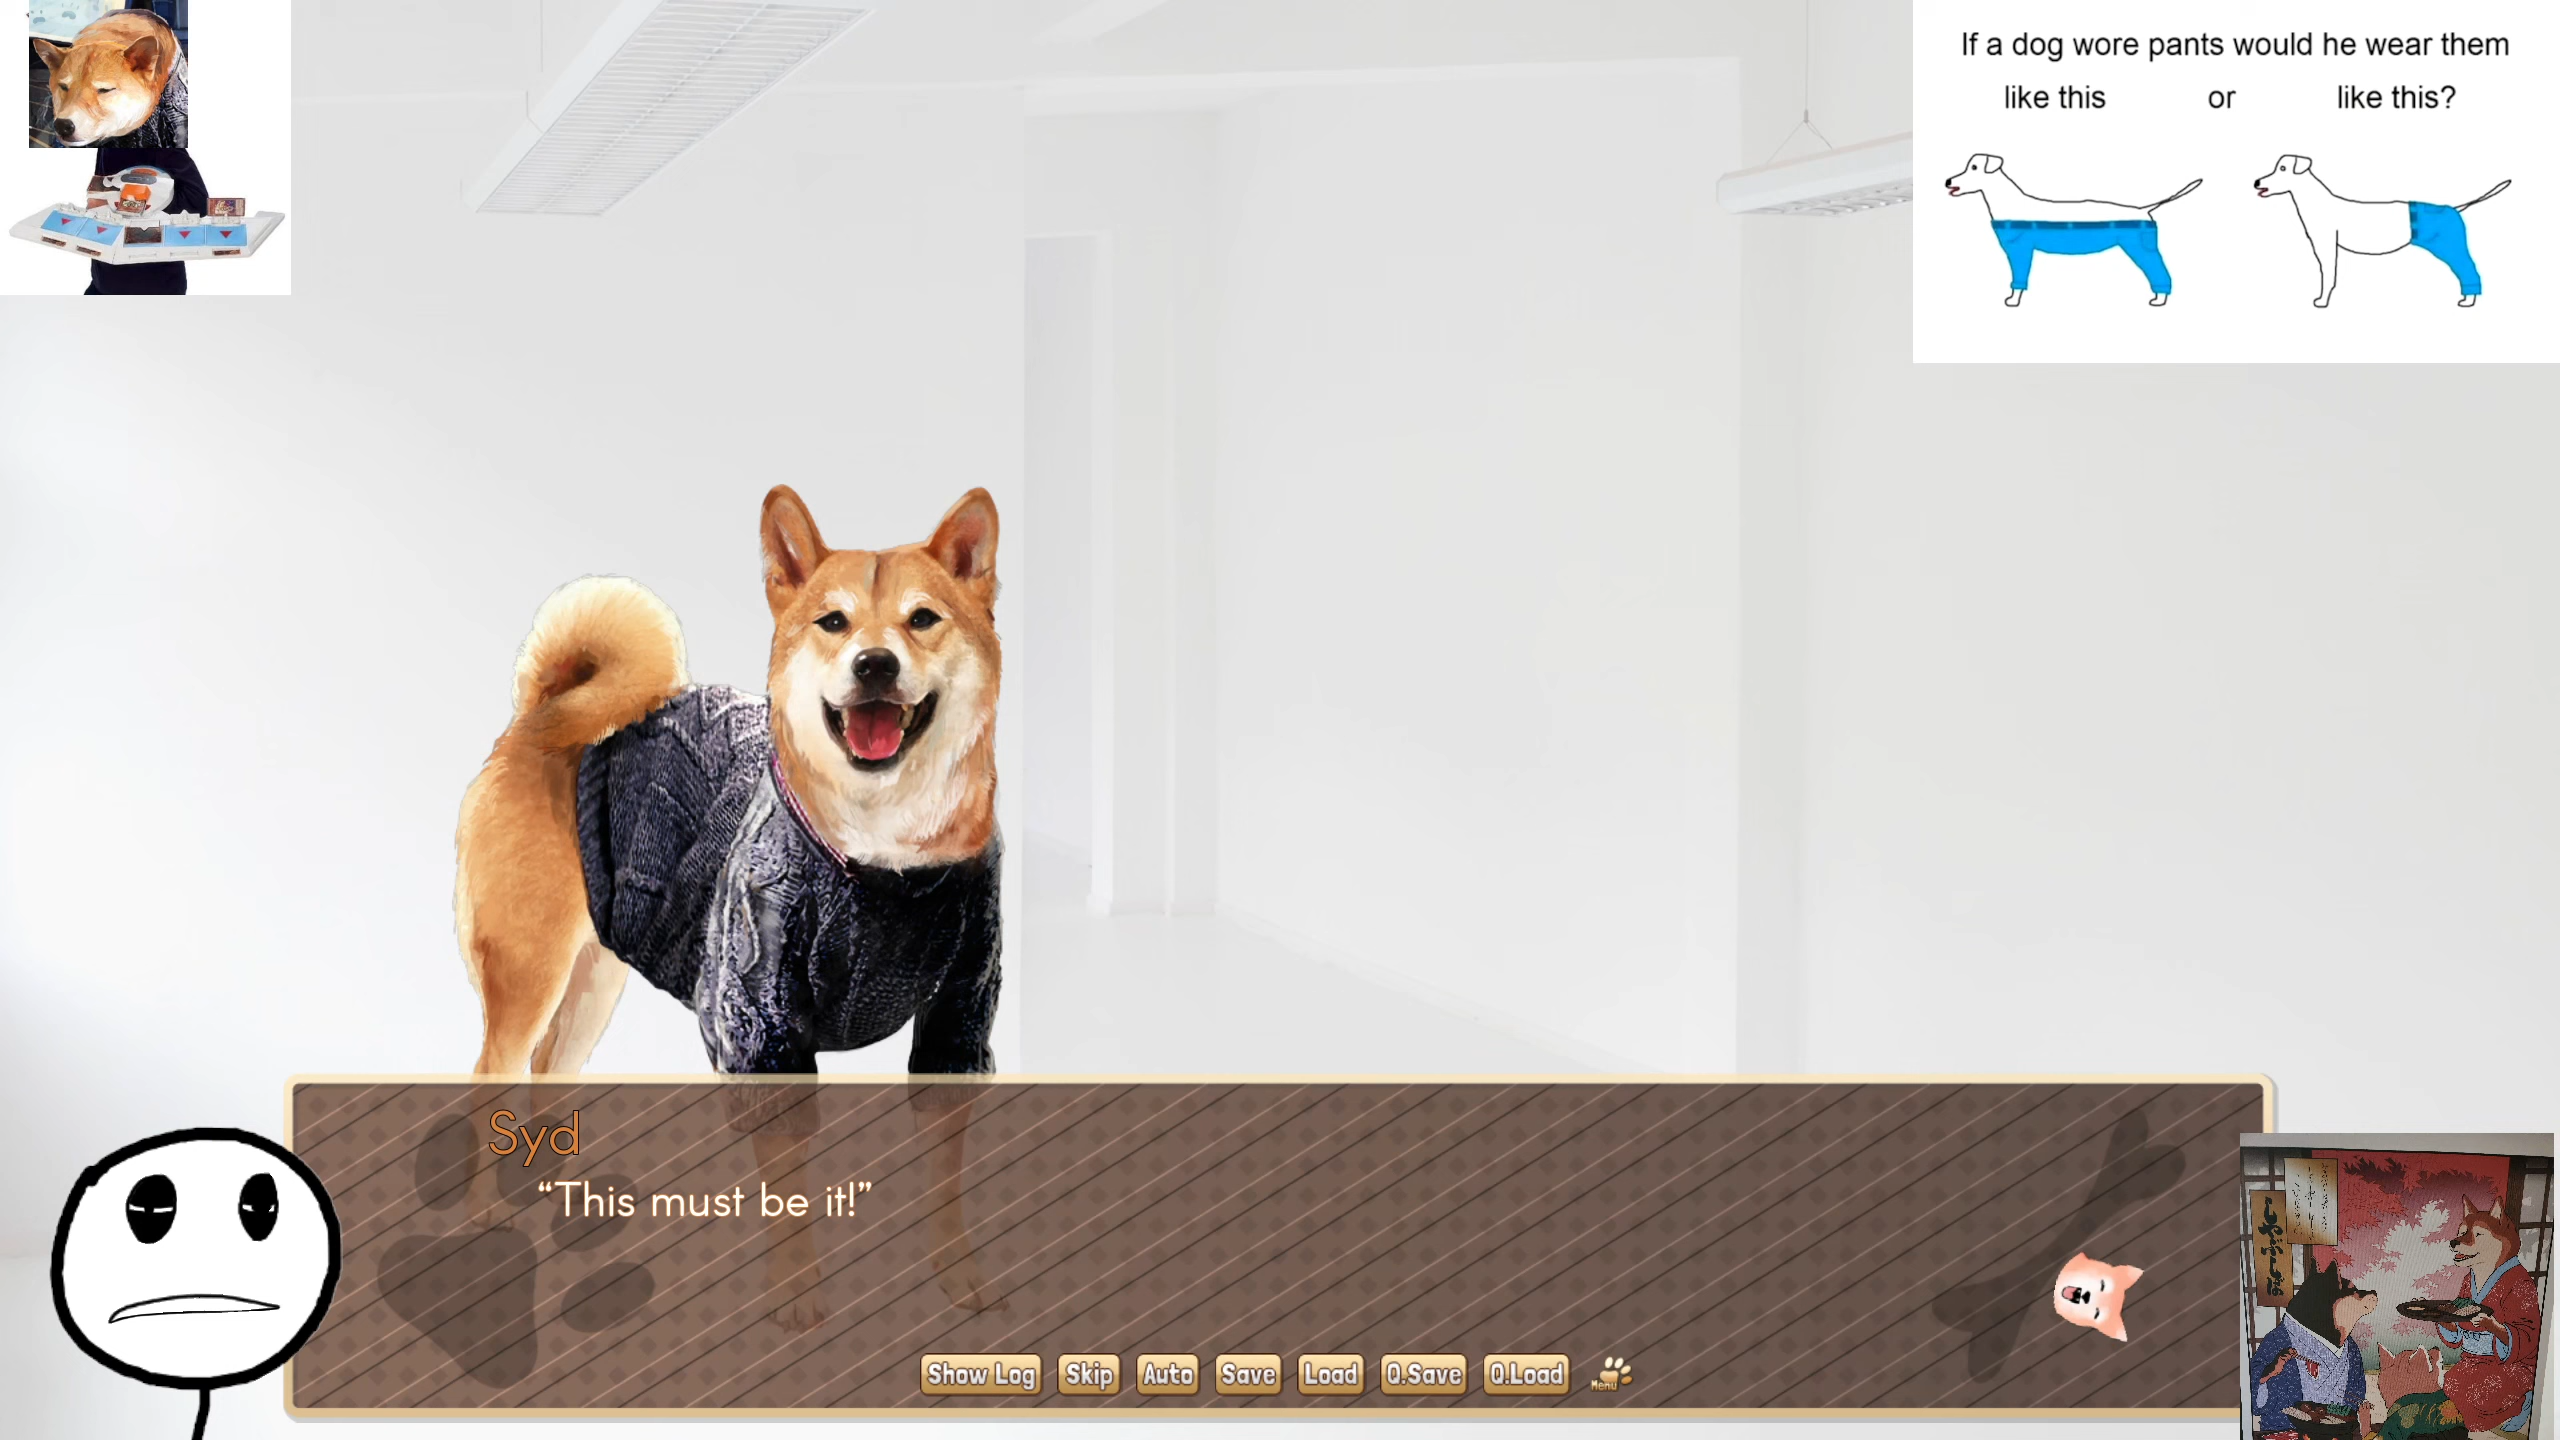 If a dog wore pants would he wear them
like this or like this?
Syd
“This must be it!”
Show Log Skip Auto Save Load Q.Save Q.Load Menu